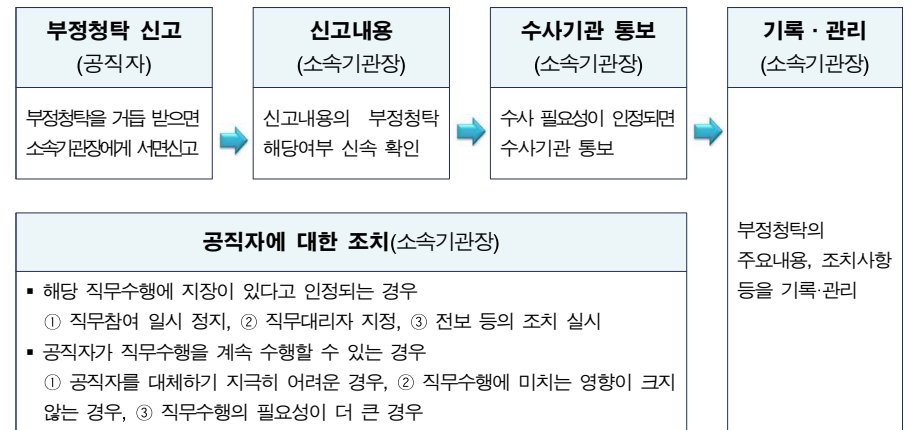 부정청탁 신고
(공직자)
부정청탁을 거듭 받으면
소속기관장에게 서면신고
신고내용
(소속기관장)
신고내용의 부정청탁
해당여부 신속 확인
수사기관 통보
(소속기관장)
수사 필요성이 인정되면
수사기관 통보
기록 · 관리
(소속기관장)
부정청탁의
주요내용, 조치사항
등을 기록·관리
공직자에 대한 조치(소속기관장)
▪ 해당 직무수행에 지장이 있다고 인정되는 경우
① 직무참여 일시 정지, ② 직무대리자 지정, ③ 전보 등의 조치 실시
▪ 공직자가 직무수행을 계속 수행할 수 있는 경우
① 공직자를 대체하기 지극히 어려운 경우, ② 직무수행에 미치는 영향이 크지
않는 경우, ③ 직무수행의 필요성이 더 큰 경우